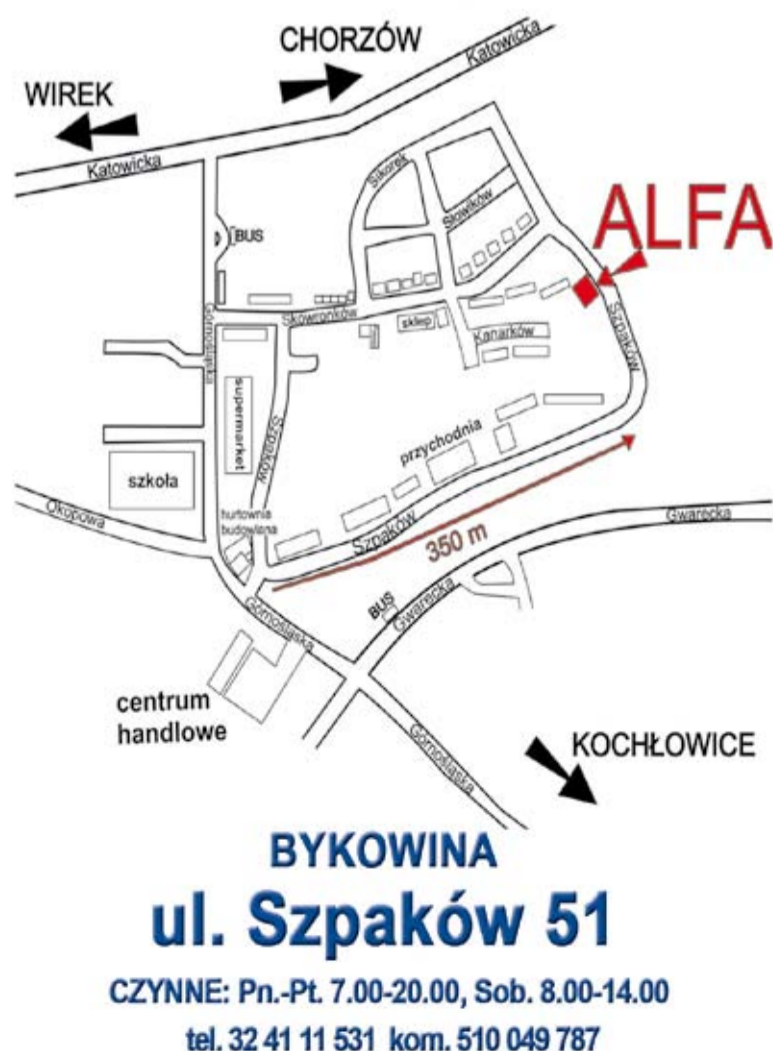 CHORZÓW
Katowicka
WIREK
Katowicka
Sikorek
Słowików
ALFA
BUS
Górnośląska
Skowronków
sklep
Kanarków
Szpaków
supermarket
Szpaków
przychodnia
szkoła
Okopowa
hurtownia
budowlana
Szpaków
350 m
Gwarecka
BUS
Gwarecka
Górnośląska
centrum
handlowe
Górnośląska
KOCHŁOWICE
BYKOWINA
ul. Szpaków 51
CZYNNE: Pn.-Pt. 7.00-20.00, Sob. 8.00-14.00
tel. 32 41 11 531 kom. 510 049 787